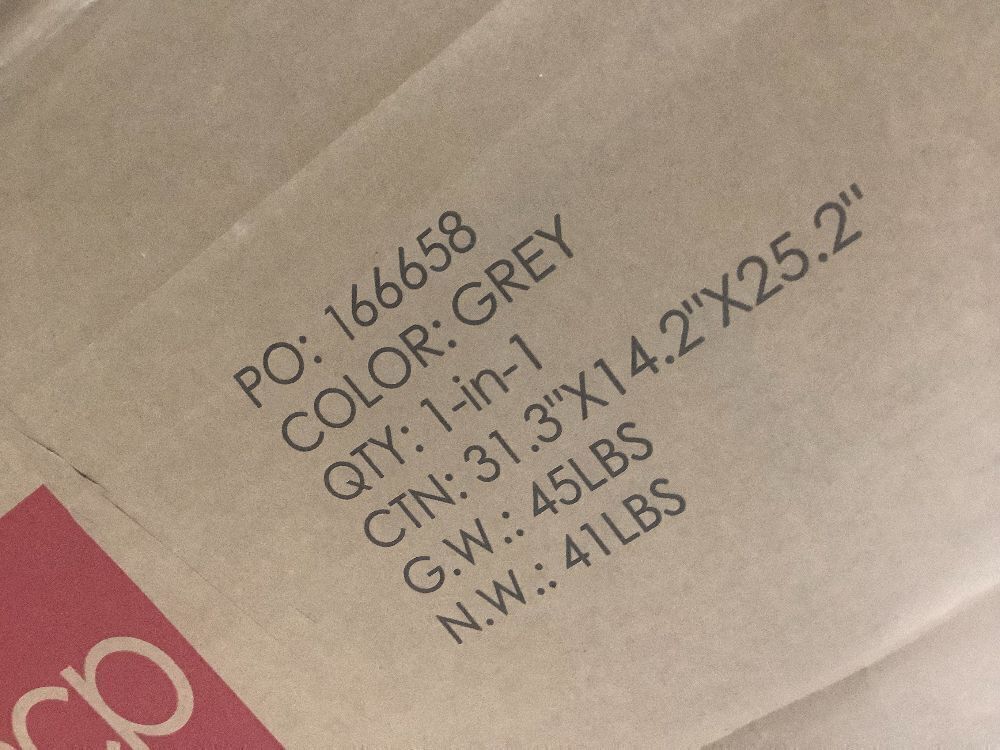 PO: 166658
COLOR: GREY
QTY: 1-in-1
CTN: 31.3"X14.2"X25.2"
G.W.: 45LBS
N.W.: 41LBS